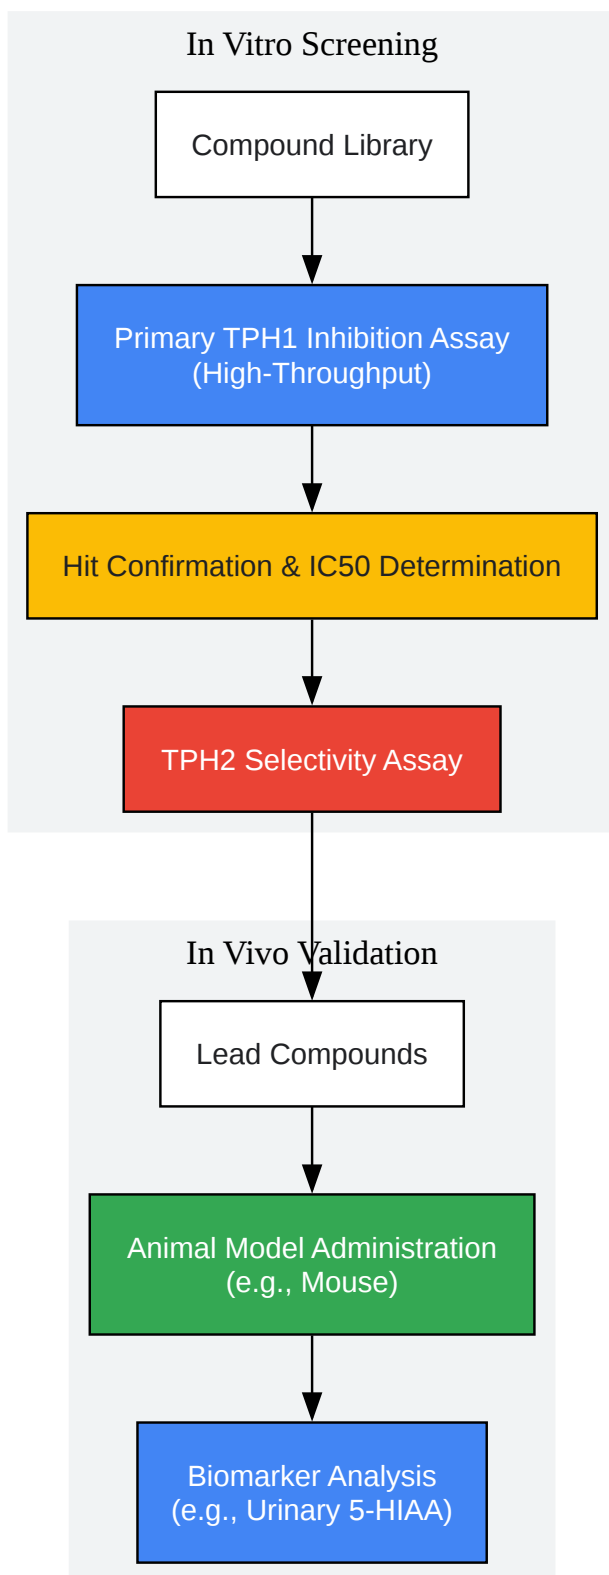 In Vitro Screening
Compound Library
Primary TPH1 Inhibition Assay
(High-Throughput)
Hit Confirmation & IC50 Determination
TPH2 Selectivity Assay
In Vivo Validation
Lead Compounds
Animal Model Administration
(e.g., Mouse)
Biomarker Analysis
(e.g., Urinary 5-HIAA)